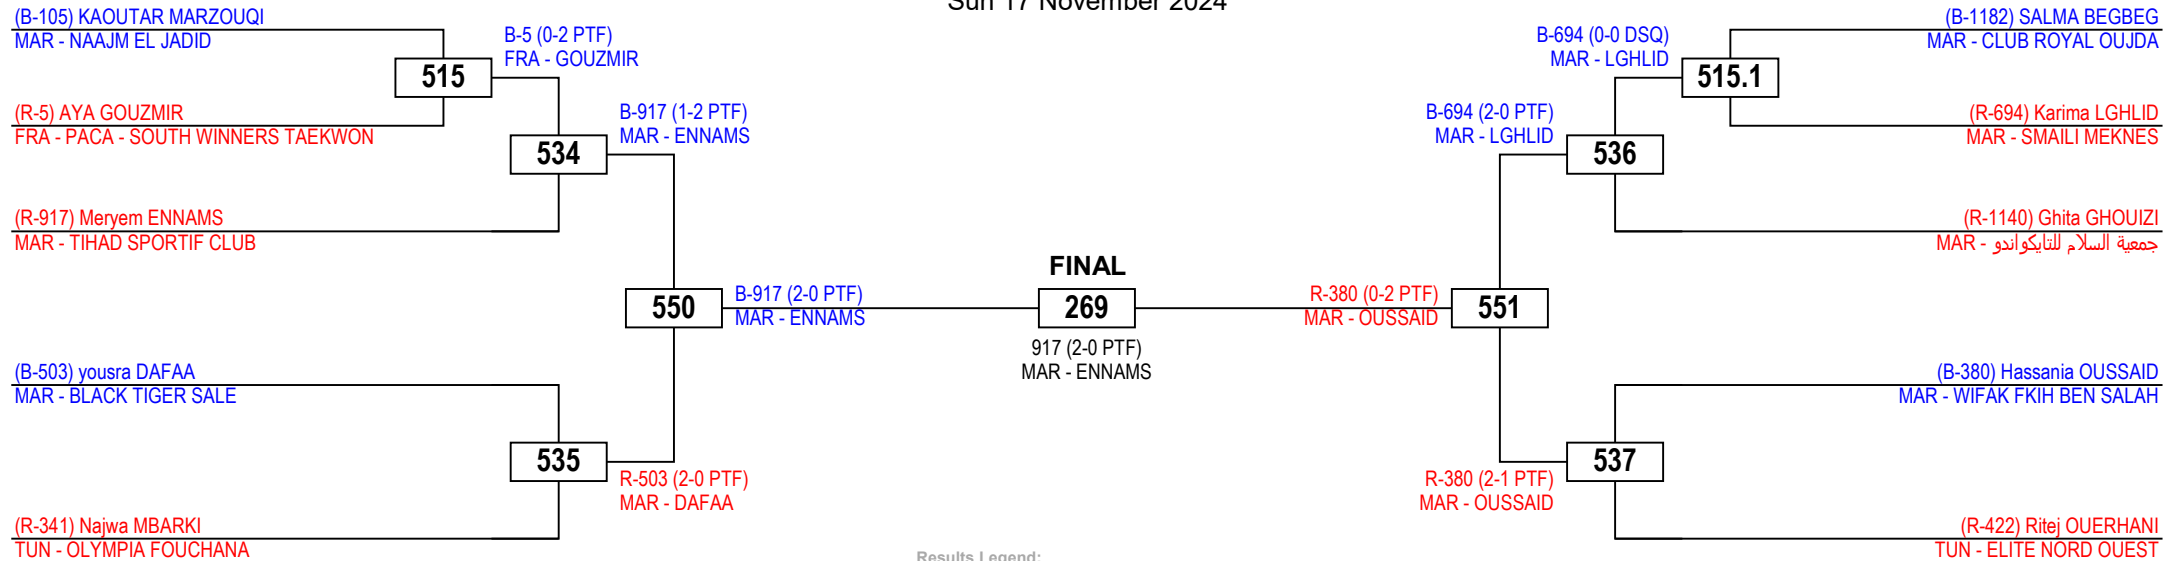 Sun 17 November 2024
(B-105) KAOUTAR MARZOUQI
MAR - NAAJM EL JADID
515
(R-5) AYA GOUZMIR
FRA - PACA - SOUTH WINNERS TAEKWON
B-5 (0-2 PTF)
FRA - GOUZMIR
534
(R-917) Meryem ENNAMS
MAR - TIHAD SPORTIF CLUB
B-917 (1-2 PTF)
MAR - ENNAMS
550
B-917 (2-0 PTF)
MAR - ENNAMS
(B-503) yousra DAFAA
MAR - BLACK TIGER SALE
535
R-503 (2-0 PTF)
MAR - DAFAA
(R-341) Najwa MBARKI
TUN - OLYMPIA FOUCHANA
FINAL
269
917 (2-0 PTF)
MAR - ENNAMS
(B-1182) SALMA BEGBEG
MAR - CLUB ROYAL OUJDA
515.1
(R-694) Karima LGHLID
MAR - SMAILI MEKNES
B-694 (0-0 DSQ)
MAR - LGHLID
536
(R-1140) Ghita GHOUIZI
MAR - جمعية السلام للتايكواندو
B-694 (2-0 PTF)
MAR - LGHLID
551
R-380 (0-2 PTF)
MAR - OUSSAID
(B-380) Hassania OUSSAID
MAR - WIFAK FKIH BEN SALAH
537
R-380 (2-1 PTF)
MAR - OUSSAID
(R-422) Ritej OUERHANI
TUN - ELITE NORD OUEST
Results Legend: